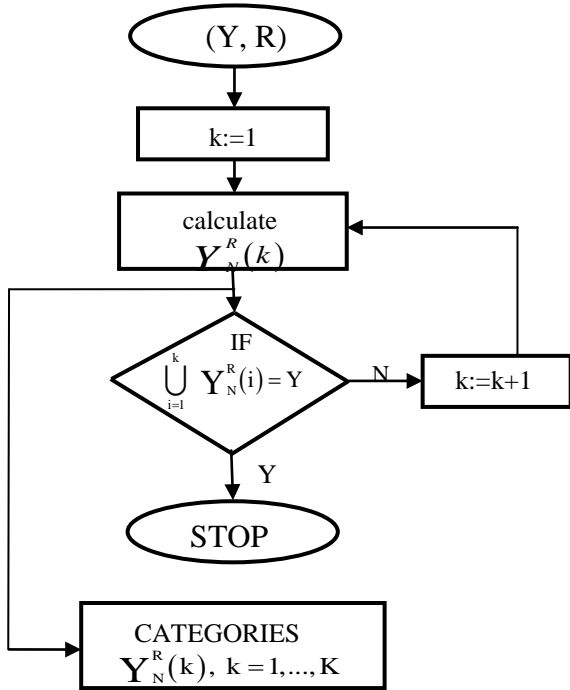 (Y, R)
k:=1
calculate
Y_N^R(k)
IF
⋃_{i=1}^{k} Y_N^R(i) = Y
N
k:=k+1
Y
STOP
CATEGORIES
Y_N^R(k), k = 1,...,K